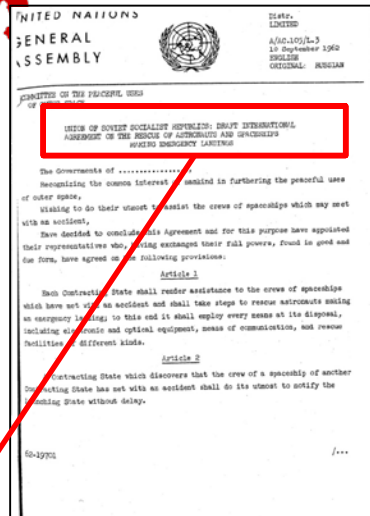 UNITED NATIONS
GENERAL
ASSEMBLY
Distr.
LIMITED
A/AC.105/L.3
10 September 1962
ENGLISH
ORIGINAL: RUSSIAN
COMMITTEE ON THE PEACEFUL USES
OF OUTER SPACE
UNION OF SOVIET SOCIALIST REPUBLICS: DRAFT INTERNATIONAL
AGREEMENT ON THE RESCUE OF ASTRONAUTS AND SPACESHIPS
MAKING EMERGENCY LANDINGS
The Governments of ..................,
Recognizing the common interest of mankind in furthering the peaceful uses
of outer space,
Wishing to do their utmost to assist the crews of spaceships which may meet
with an accident,
Have decided to conclude this Agreement and for this purpose have appointed
their representatives who, having exchanged their full powers, found in good and
due form, have agreed on the following provisions:
Article 1
Each Contracting State shall render assistance to the crews of spaceships
which have met with an accident and shall take steps to rescue astronauts making
an emergency landing; to this end it shall employ every means at its disposal,
including electronic and optical equipment, means of communication, and rescue
facilities of different kinds.
Article 2
Contracting State which discovers that the crew of a spaceship of another
Contracting State has met with an accident shall do its utmost to notify the
launching State without delay.
62-19701
/...